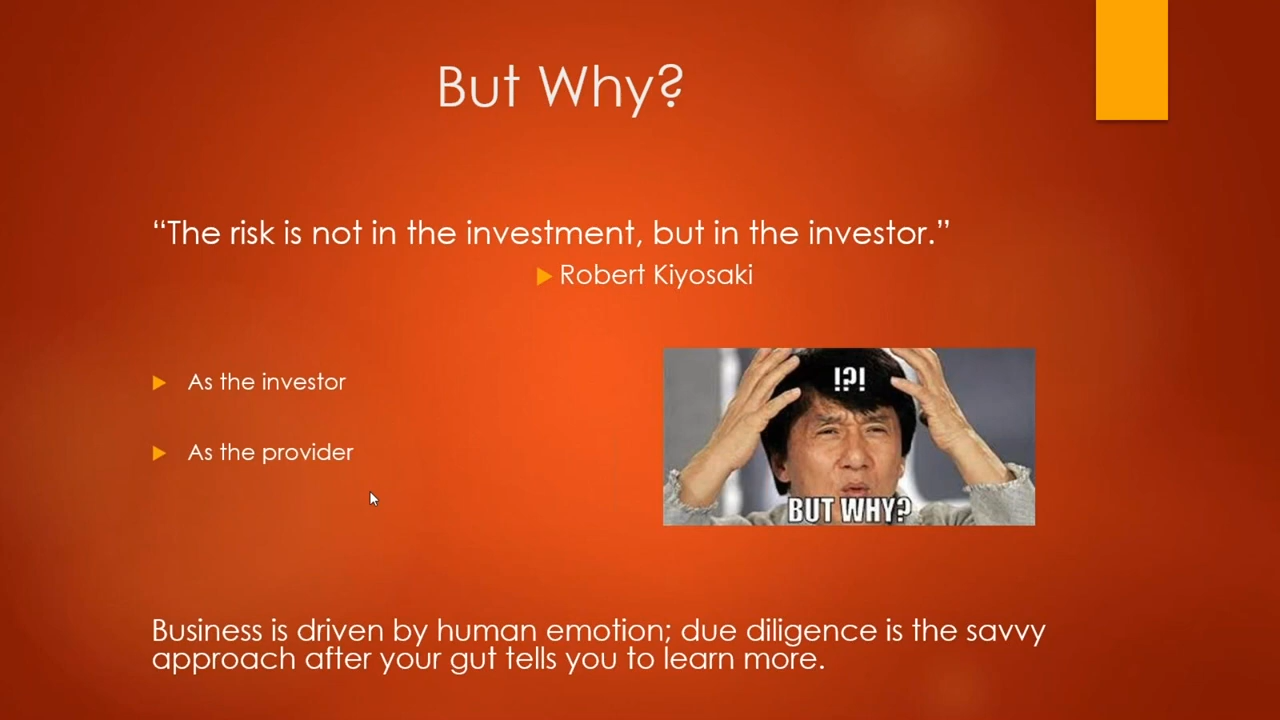 But Why?
“The risk is not in the investment, but in the investor.”
Robert Kiyosaki
As the investor
As the provider
!?!
BUT WHY?
Business is driven by human emotion; due diligence is the savvy
approach after your gut tells you to learn more.